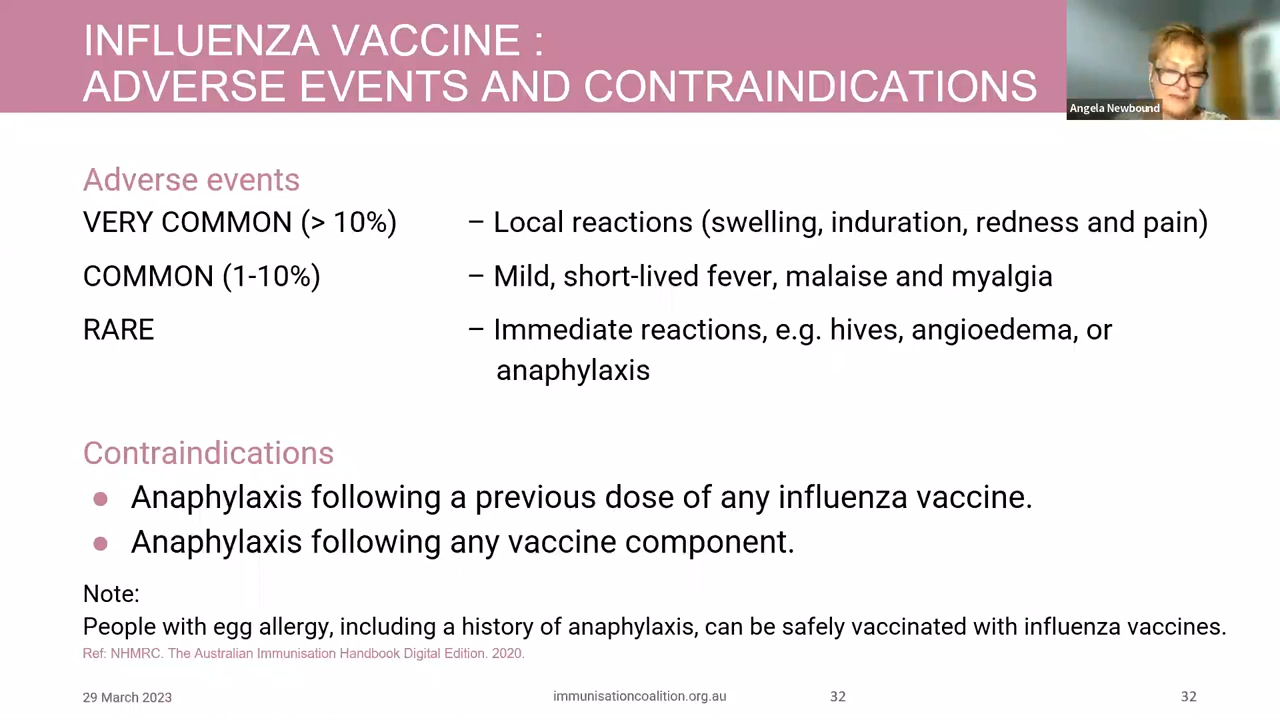 INFLUENZA VACCINE :
ADVERSE EVENTS AND CONTRAINDICATIONS
Angela Newbound
Adverse events
VERY COMMON (> 10%) – Local reactions (swelling, induration, redness and pain)
COMMON (1-10%) – Mild, short-lived fever, malaise and myalgia
RARE – Immediate reactions, e.g. hives, angioedema, or
anaphylaxis
Contraindications
● Anaphylaxis following a previous dose of any influenza vaccine.
● Anaphylaxis following any vaccine component.
Note:
People with egg allergy, including a history of anaphylaxis, can be safely vaccinated with influenza vaccines.
Ref: NHMRC. The Australian Immunisation Handbook Digital Edition. 2020.
29 March 2023 immunisationcoalition.org.au 32 32